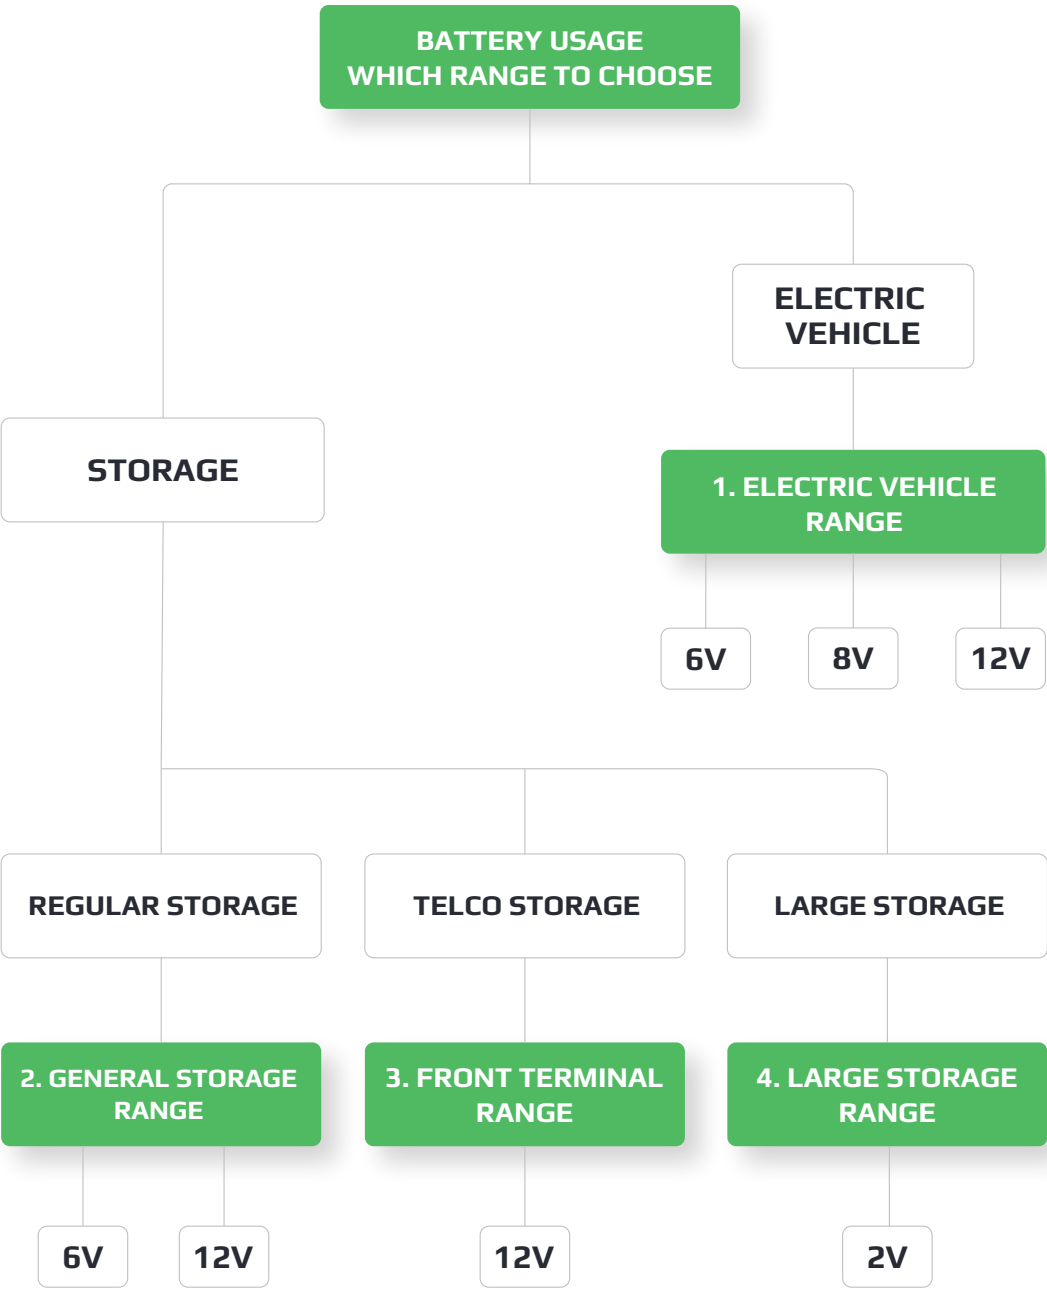 BATTERY USAGE
WHICH RANGE TO CHOOSE
ELECTRIC
VEHICLE
STORAGE
1. ELECTRIC VEHICLE
RANGE
6V
8V
12V
REGULAR STORAGE
TELCO STORAGE
LARGE STORAGE
2. GENERAL STORAGE
RANGE
3. FRONT TERMINAL
RANGE
4. LARGE STORAGE
RANGE
6V
12V
12V
2V